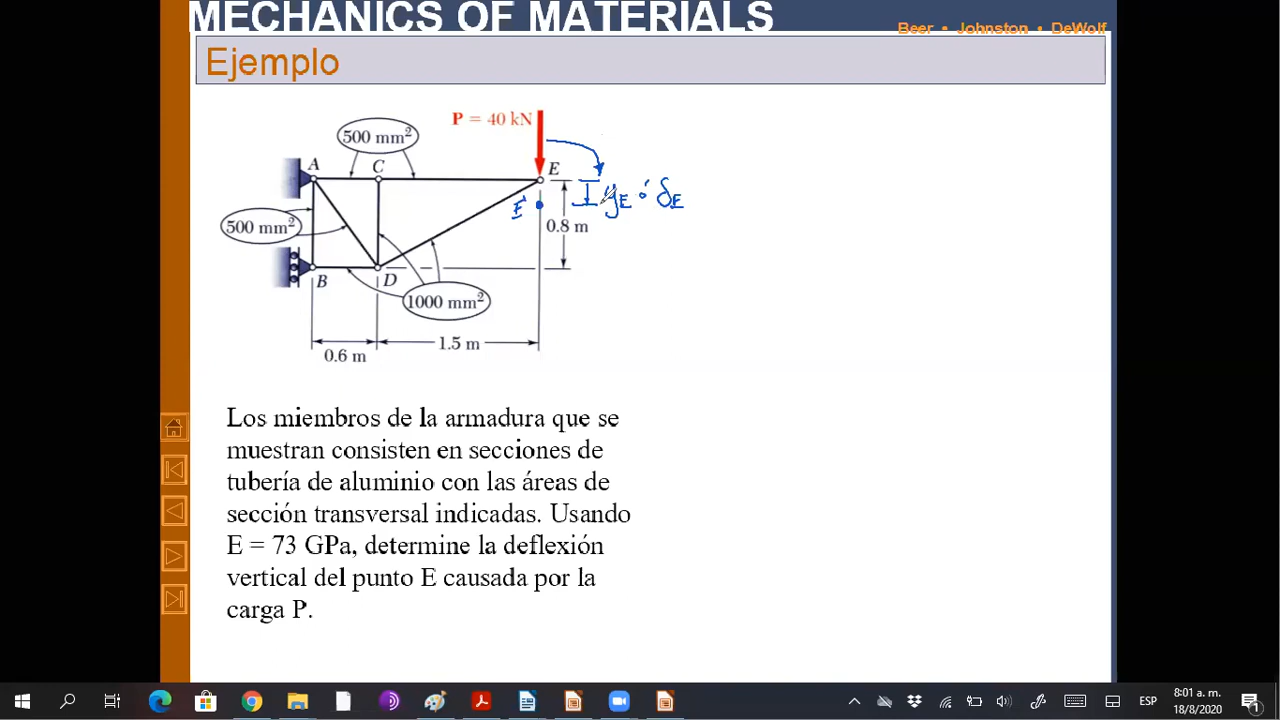 MECHANICS OF MATERIALS
Beer • Johnston • DeWolf
Ejemplo
P = 40 kN
500 mm²
A
C
E
yE ó δE
E'
500 mm²
0.8 m
B
D
1000 mm²
1.5 m
0.6 m
Los miembros de la armadura que se
muestran consisten en secciones de
tubería de aluminio con las áreas de
sección transversal indicadas. Usando
E = 73 GPa, determine la deflexión
vertical del punto E causada por la
carga P.
ESP
8:01 a. m.
18/8/2020
1